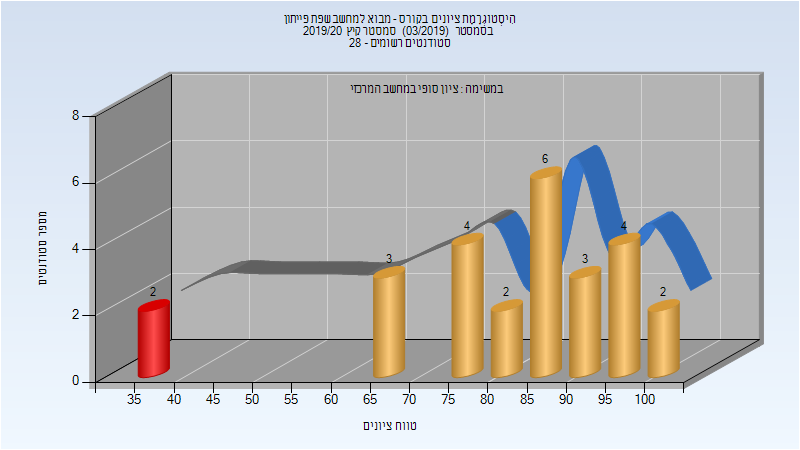 היסטוגרמת ציונים בקורס - מבוא למחשב שפת פייתון
בסמסטר (03/2019) סמסטר קיץ 2019/20
סטודנטים רשומים - 28
במשימה : ציון סופי במחשב המרכזי
מספר סטודנטים
8
6
4
2
0
2
3
4
2
6
3
4
2
35 40 45 50 55 60 65 70 75 80 85 90 95 100
טווח ציונים